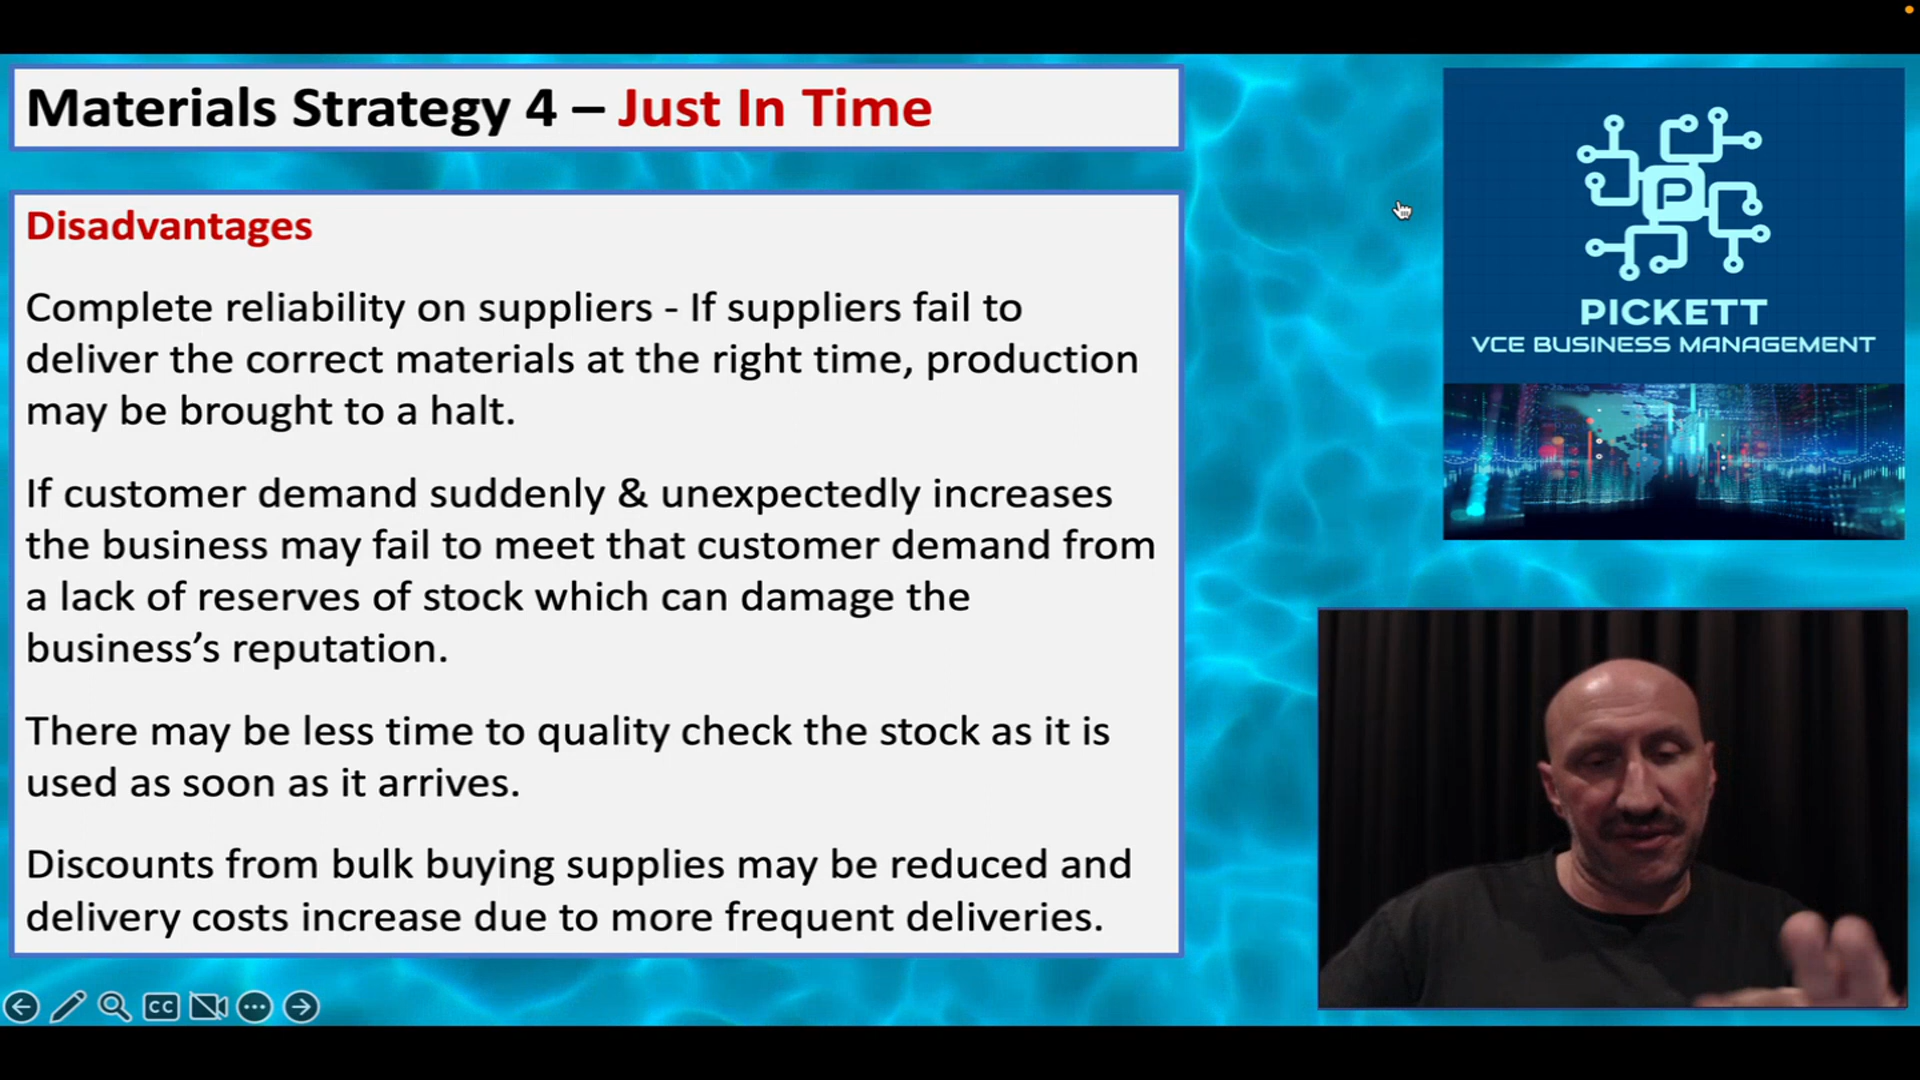 Materials Strategy 4 – Just In Time
Disadvantages
Complete reliability on suppliers - If suppliers fail to
deliver the correct materials at the right time, production
may be brought to a halt.
If customer demand suddenly & unexpectedly increases
the business may fail to meet that customer demand from
a lack of reserves of stock which can damage the
business’s reputation.
There may be less time to quality check the stock as it is
used as soon as it arrives.
Discounts from bulk buying supplies may be reduced and
delivery costs increase due to more frequent deliveries.
P
PICKETT
VCE BUSINESS MANAGEMENT
CC